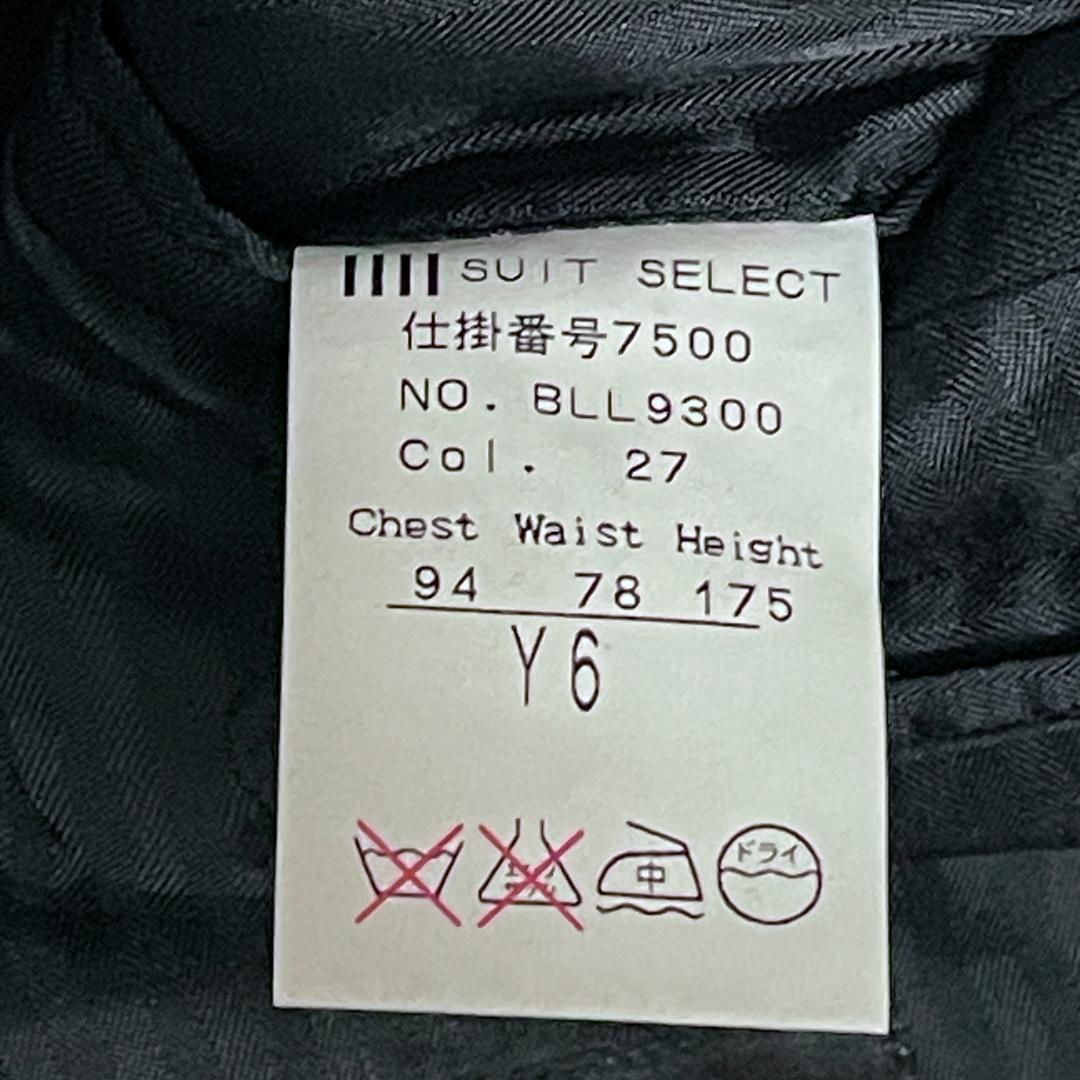 SUIT SELECT
仕掛番号7500
NO. BLL9300
Col. 27
Chest Waist Height
94 78 175
Y6
中 ドライ